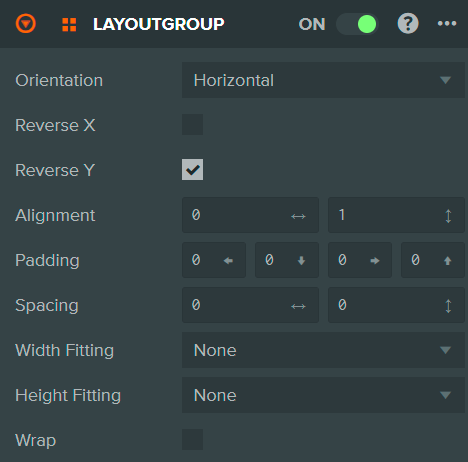 LAYOUTGROUP ON ? ...
Orientation Horizontal
Reverse X
Reverse Y
Alignment 0 1
Padding 0 0 0 0
Spacing 0 0
Width Fitting None
Height Fitting None
Wrap